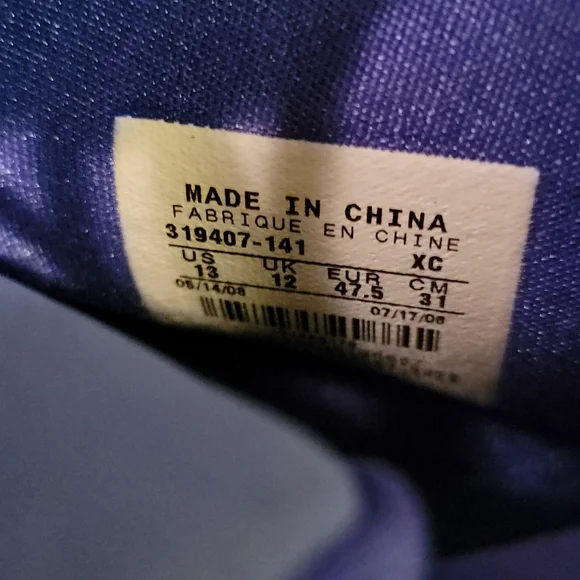 MADE IN CHINA
FABRIQUE EN CHINE
319407-141 XC
US UK EUR CM
13 12 47.5 31
05/14/08 07/17/08